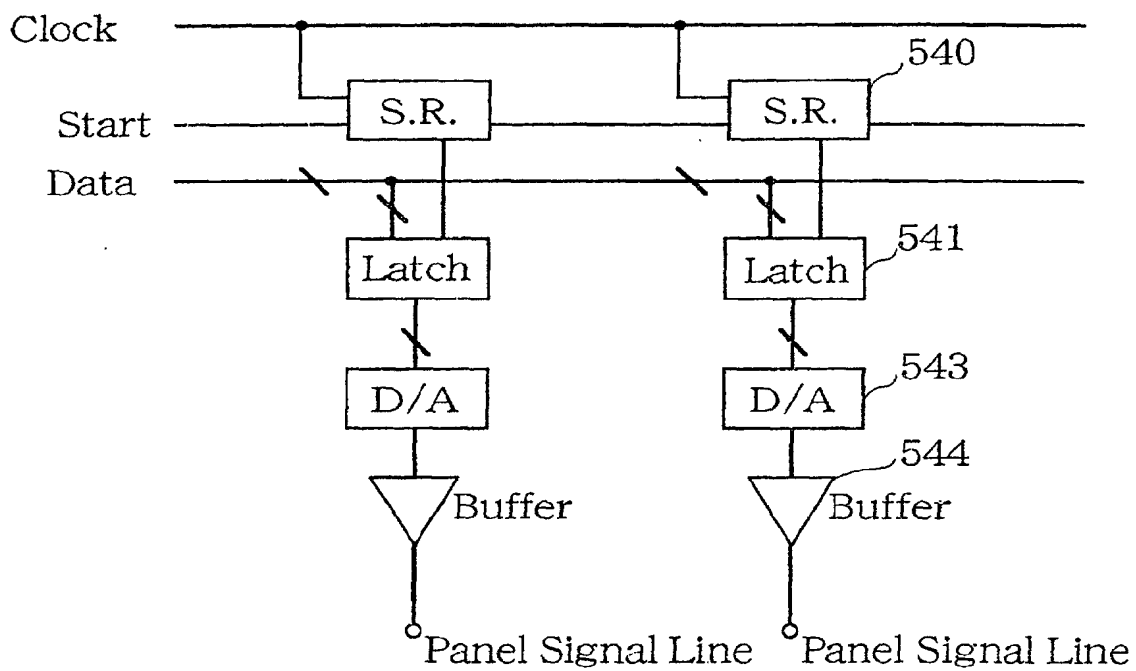 Clock
540
S.R.
S.R.
Start
Data
541
Latch
Latch
543
D/A
D/A
544
Buffer
Buffer
Panel Signal Line
Panel Signal Line